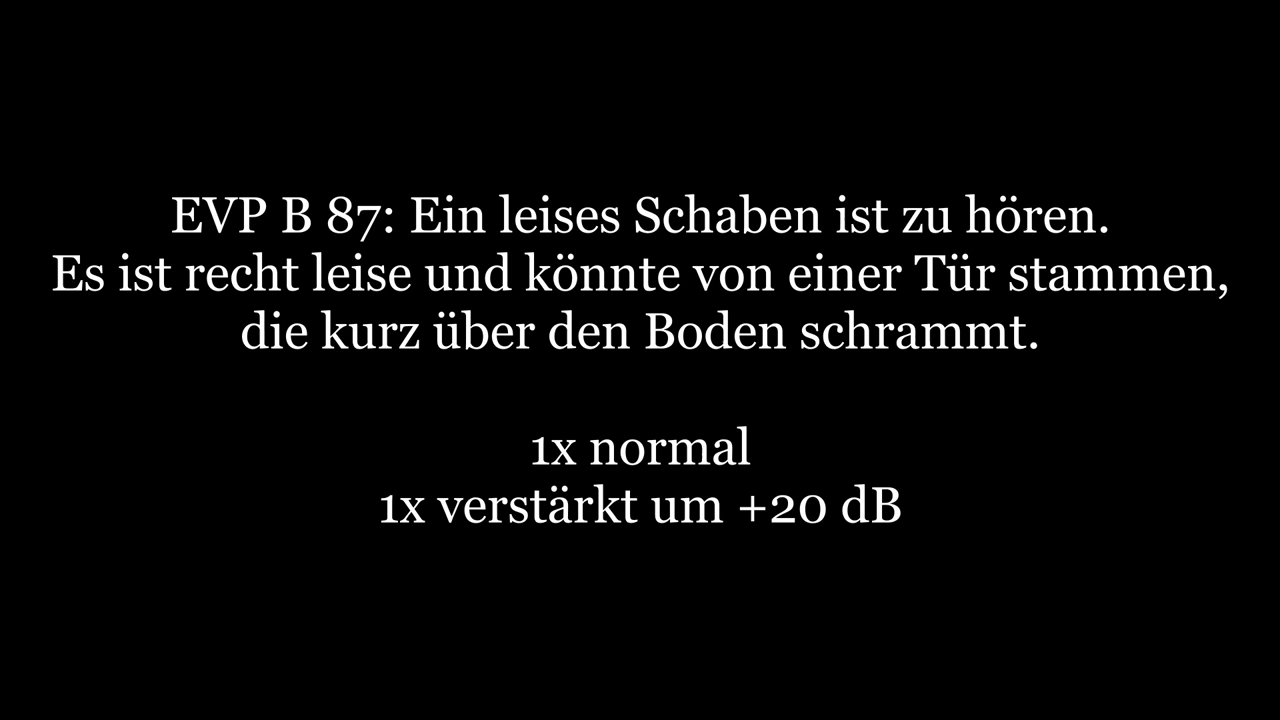 EVP B 87: Ein leises Schaben ist zu hören.
Es ist recht leise und könnte von einer Tür stammen,
die kurz über den Boden schrammt.
1x normal
1x verstärkt um +20 dB